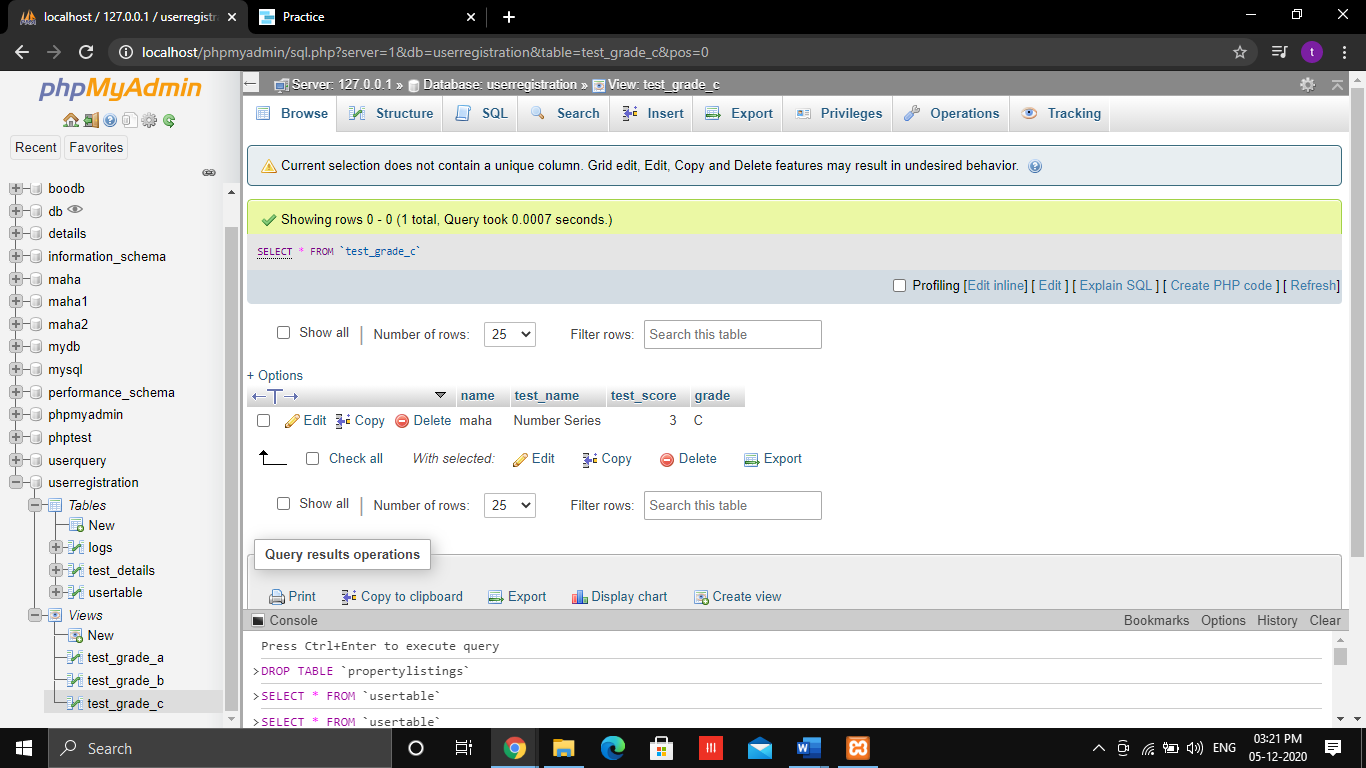 localhost / 127.0.0.1 / userregistr
Practice
localhost/phpmyadmin/sql.php?server=1&db=userregistration&table=test_grade_c&pos=0
t
phpMyAdmin
Recent
Favorites
boodb
db
details
information_schema
maha
maha1
maha2
mydb
mysql
performance_schema
phpmyadmin
phptest
userquery
userregistration
Tables
New
logs
test_details
usertable
Views
New
test_grade_a
test_grade_b
test_grade_c
Server: 127.0.0.1 » Database: userregistration » View: test_grade_c
Browse Structure SQL Search Insert Export Privileges Operations Tracking
Current selection does not contain a unique column. Grid edit, Edit, Copy and Delete features may result in undesired behavior.
Showing rows 0 - 0 (1 total, Query took 0.0007 seconds.)
SELECT * FROM `test_grade_c`
Profiling [Edit inline] [ Edit ] [ Explain SQL ] [ Create PHP code ] [ Refresh]
Show all | Number of rows: 25 Filter rows: Search this table
+ Options
←T→ name test_name test_score grade
Edit Copy Delete maha Number Series 3 C
Check all With selected: Edit Copy Delete Export
Show all | Number of rows: 25 Filter rows: Search this table
Query results operations
Print Copy to clipboard Export Display chart Create view
Console Bookmarks Options History Clear
Press Ctrl+Enter to execute query
>DROP TABLE `propertylistings`
>SELECT * FROM `usertable`
>SELECT * FROM `usertable`
Search
ENG
03:21 PM
05-12-2020